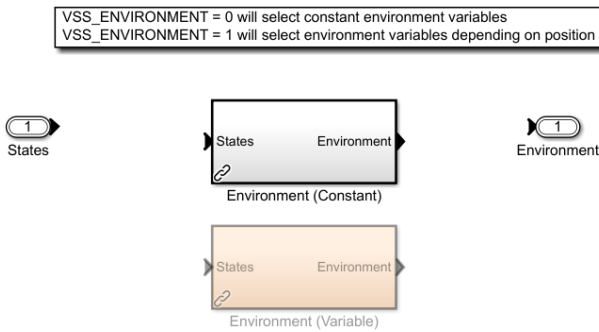 VSS_ENVIRONMENT = 0 will select constant environment variables
VSS_ENVIRONMENT = 1 will select environment variables depending on position
1
States
States
Environment
Environment (Constant)
1
Environment
States
Environment
Environment (Variable)